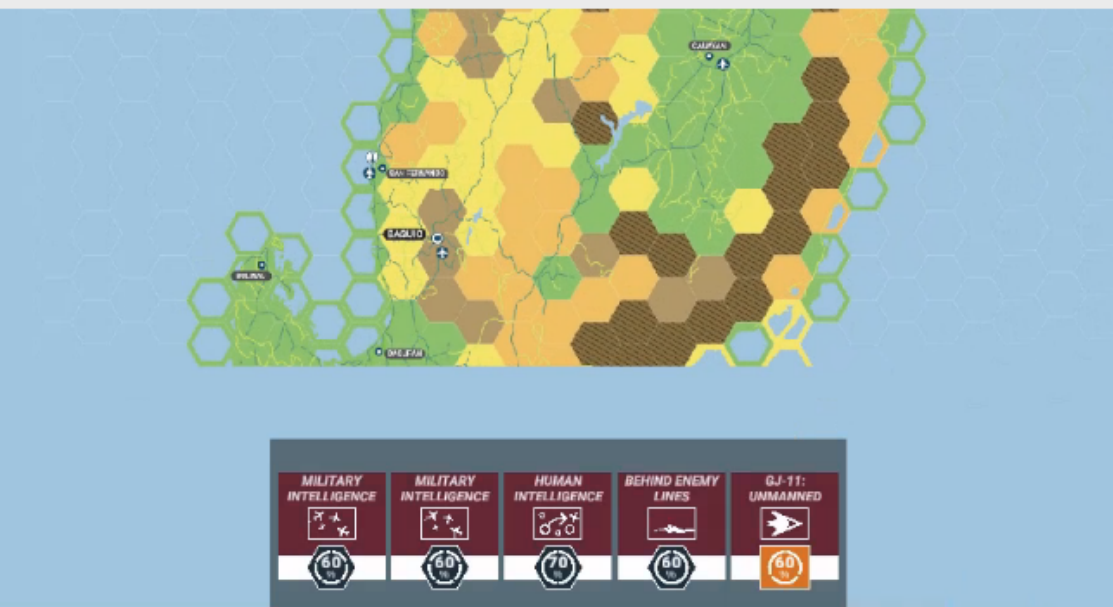 CAUAYAN
SAN FERNANDO
BAGUIO
DAGUPAN
MILITARY
INTELLIGENCE
MILITARY
INTELLIGENCE
HUMAN
INTELLIGENCE
BEHIND ENEMY
LINES
GJ-11:
UNMANNED
60
%
60
%
70
%
60
%
60
%